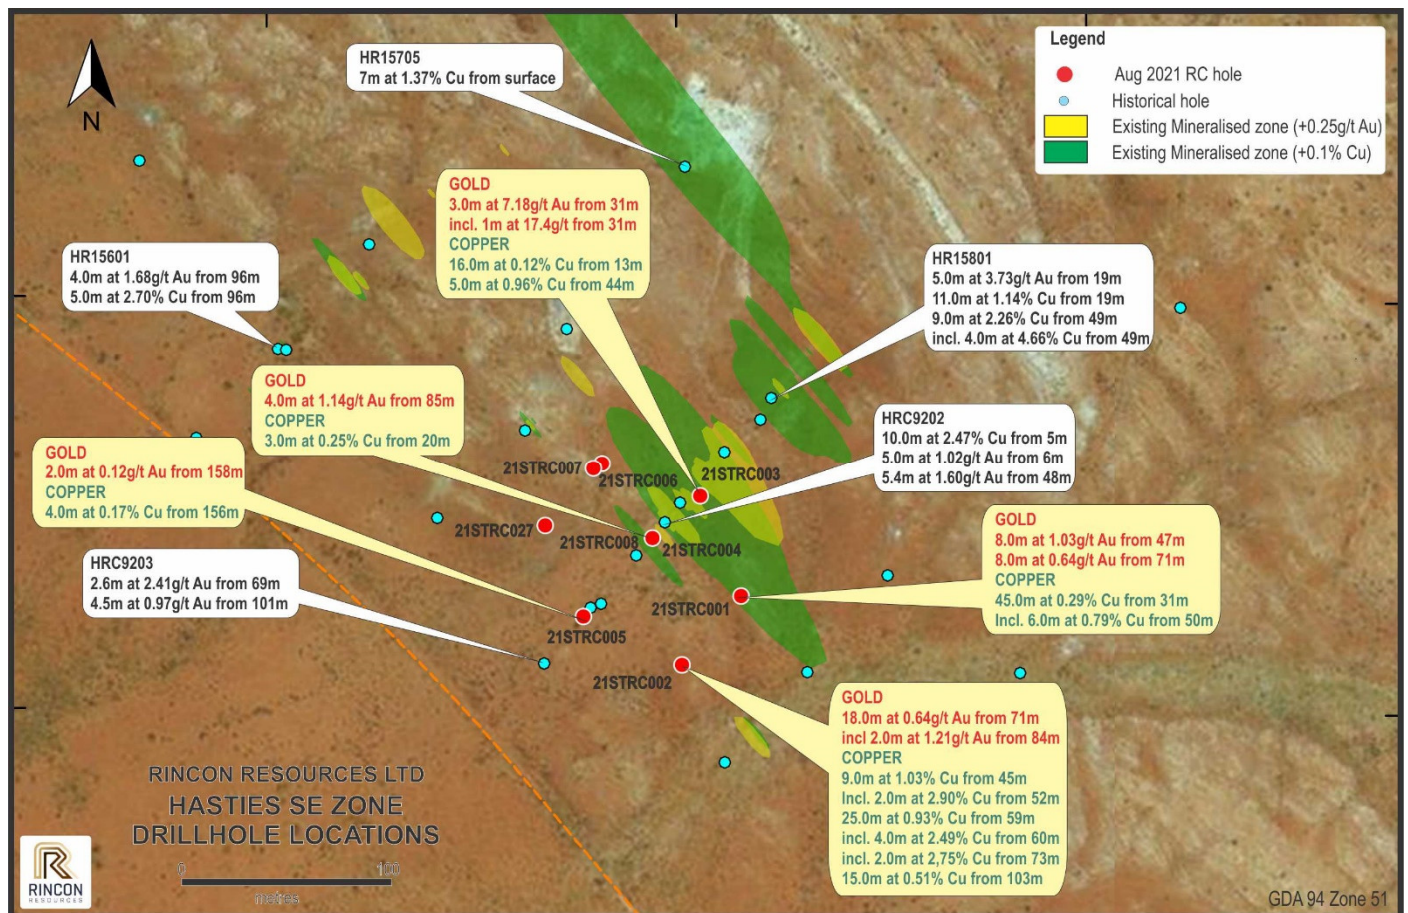 HR15705
7m at 1.37% Cu from surface
Legend
Aug 2021 RC hole
Historical hole
Existing Mineralised zone (+0.25g/t Au)
Existing Mineralised zone (+0.1% Cu)
N
GOLD
3.0m at 7.18g/t Au from 31m
incl. 1m at 17.4g/t from 31m
COPPER
16.0m at 0.12% Cu from 13m
5.0m at 0.96% Cu from 44m
HR15601
4.0m at 1.68g/t Au from 96m
5.0m at 2.70% Cu from 96m
HR15801
5.0m at 3.73g/t Au from 19m
11.0m at 1.14% Cu from 19m
9.0m at 2.26% Cu from 49m
incl. 4.0m at 4.66% Cu from 49m
GOLD
4.0m at 1.14g/t Au from 85m
COPPER
3.0m at 0.25% Cu from 20m
HRC9202
10.0m at 2.47% Cu from 5m
5.0m at 1.02g/t Au from 6m
5.4m at 1.60g/t Au from 48m
GOLD
2.0m at 0.12g/t Au from 158m
COPPER
4.0m at 0.17% Cu from 156m
21STRC007
21STRC006
21STRC003
21STRC027
21STRC008
21STRC004
GOLD
8.0m at 1.03g/t Au from 47m
8.0m at 0.64g/t Au from 71m
COPPER
45.0m at 0.29% Cu from 31m
Incl. 6.0m at 0.79% Cu from 50m
HRC9203
2.6m at 2.41g/t Au from 69m
4.5m at 0.97g/t Au from 101m
21STRC001
21STRC005
21STRC002
GOLD
18.0m at 0.64g/t Au from 71m
incl 2.0m at 1.21g/t Au from 84m
COPPER
9.0m at 1.03% Cu from 45m
Incl. 2.0m at 2.90% Cu from 52m
25.0m at 0.93% Cu from 59m
incl. 4.0m at 2.49% Cu from 60m
incl. 2.0m at 2,75% Cu from 73m
15.0m at 0.51% Cu from 103m
RINCON RESOURCES LTD
HASTIES SE ZONE
DRILLHOLE LOCATIONS
0 100
metres
RINCON
RESOURCES
GDA 94 Zone 51